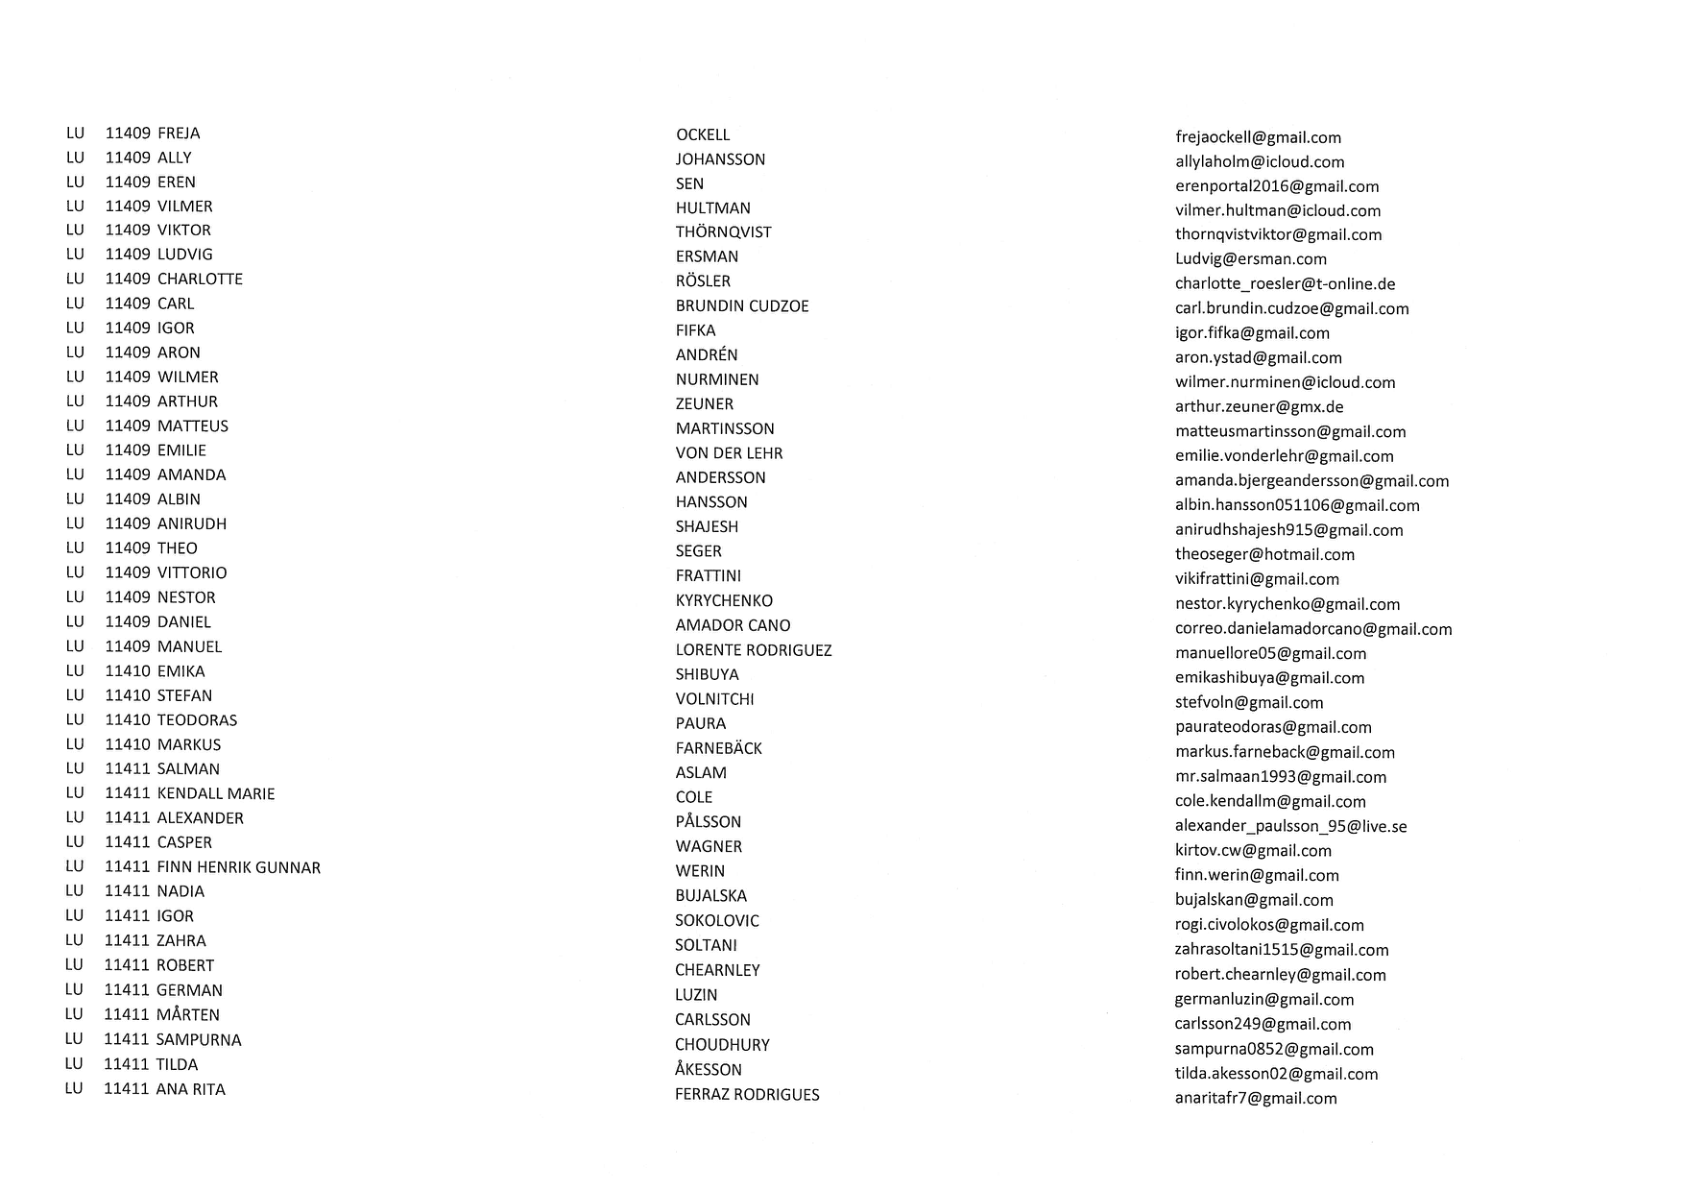 LU 11409 FREJA OCKELL frejaockell@gmail.com
LU 11409 ALLY JOHANSSON allylaholm@icloud.com
LU 11409 EREN SEN erenportal2016@gmail.com
LU 11409 VILMER HULTMAN vilmer.hultman@icloud.com
LU 11409 VIKTOR THÖRNQVIST thornqvistviktor@gmail.com
LU 11409 LUDVIG ERSMAN Ludvig@ersman.com
LU 11409 CHARLOTTE RÖSLER charlotte_roesler@t-online.de
LU 11409 CARL BRUNDIN CUDZOE carl.brundin.cudzoe@gmail.com
LU 11409 IGOR FIFKA igor.fifka@gmail.com
LU 11409 ARON ANDRÉN aron.ystad@gmail.com
LU 11409 WILMER NURMINEN wilmer.nurminen@icloud.com
LU 11409 ARTHUR ZEUNER arthur.zeuner@gmx.de
LU 11409 MATTEUS MARTINSSON matteusmartinsson@gmail.com
LU 11409 EMILIE VON DER LEHR emilie.vonderlehr@gmail.com
LU 11409 AMANDA ANDERSSON amanda.bjergeandersson@gmail.com
LU 11409 ALBIN HANSSON albin.hansson051106@gmail.com
LU 11409 ANIRUDH SHAJESH anirudhshajesh915@gmail.com
LU 11409 THEO SEGER theoseger@hotmail.com
LU 11409 VITTORIO FRATTINI vikifrattini@gmail.com
LU 11409 NESTOR KYRYCHENKO nestor.kyrychenko@gmail.com
LU 11409 DANIEL AMADOR CANO correo.danielamadorcano@gmail.com
LU 11409 MANUEL LORENTE RODRIGUEZ manuellore05@gmail.com
LU 11410 EMIKA SHIBUYA emikashibuya@gmail.com
LU 11410 STEFAN VOLNITCHI stefvoln@gmail.com
LU 11410 TEODORAS PAURA paurateodoras@gmail.com
LU 11410 MARKUS FARNEBÄCK markus.farneback@gmail.com
LU 11411 SALMAN ASLAM mr.salmaan1993@gmail.com
LU 11411 KENDALL MARIE COLE cole.kendallm@gmail.com
LU 11411 ALEXANDER PÅLSSON alexander_paulsson_95@live.se
LU 11411 CASPER WAGNER kirtov.cw@gmail.com
LU 11411 FINN HENRIK GUNNAR WERIN finn.werin@gmail.com
LU 11411 NADIA BUJALSKA bujalskan@gmail.com
LU 11411 IGOR SOKOLOVIC rogi.civolokos@gmail.com
LU 11411 ZAHRA SOLTANI zahrasoltani1515@gmail.com
LU 11411 ROBERT CHEARNLEY robert.chearnley@gmail.com
LU 11411 GERMAN LUZIN germanluzin@gmail.com
LU 11411 MÅRTEN CARLSSON carlsson249@gmail.com
LU 11411 SAMPURNA CHOUDHURY sampurna0852@gmail.com
LU 11411 TILDA ÅKESSON tilda.akesson02@gmail.com
LU 11411 ANA RITA FERRAZ RODRIGUES anaritafr7@gmail.com